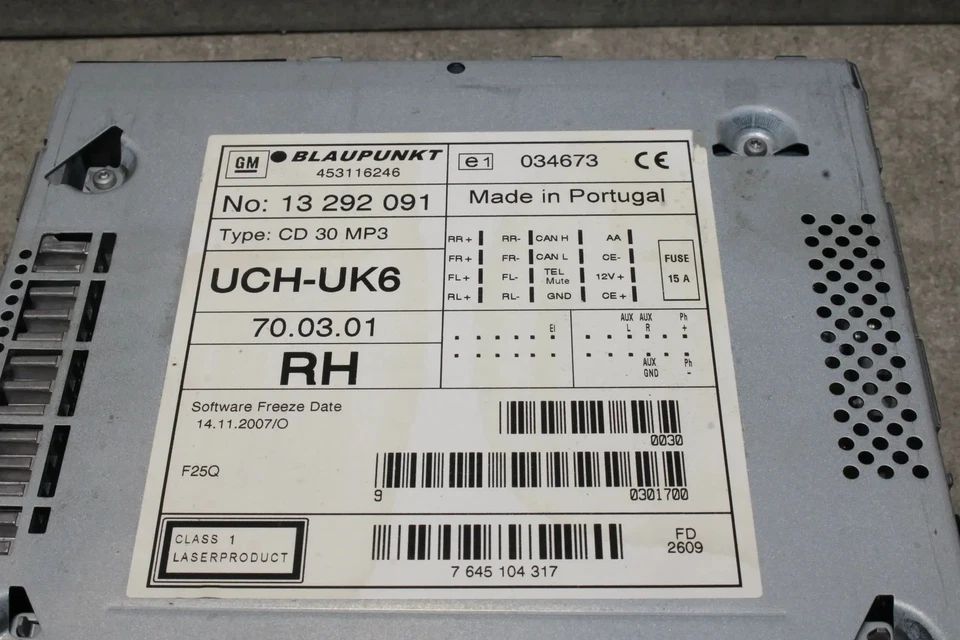 GM BLAUPUNKT
453116246
e1 034673 CE
No: 13 292 091
Made in Portugal
Type: CD 30 MP3
UCH-UK6
70.03.01
RH
RR+ RR- CAN H AA
FR+ FR- CAN L CE-
FL+ FL- TEL Mute 12V+
RL+ RL- GND CE+
FUSE
15 A
EI
AUX AUX Ph
L R +
AUX Ph
GND -
Software Freeze Date
14.11.2007/O
0030
F25Q
9 0301700
CLASS 1
LASERPRODUCT
7 645 104 317
FD
2609